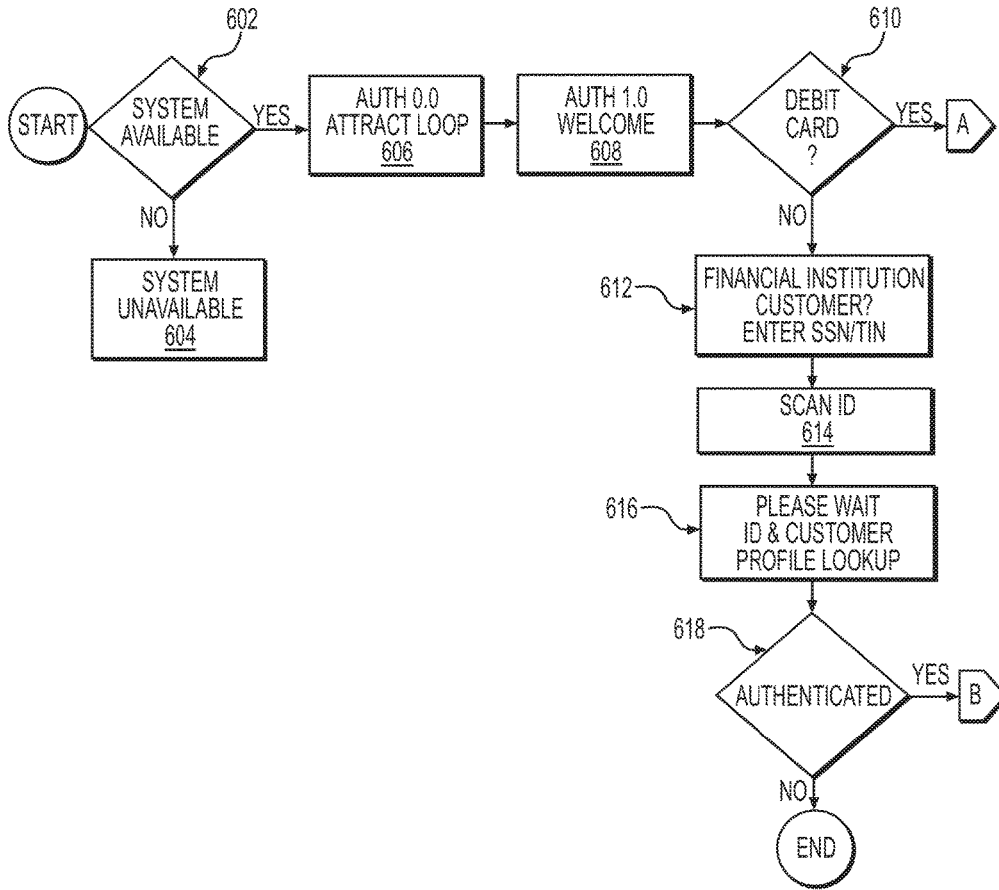 602
610
START
SYSTEM
AVAILABLE
YES
AUTH 0.0
ATTRACT LOOP
606
AUTH 1.0
WELCOME
608
DEBIT
CARD
?
YES
A
NO
NO
SYSTEM
UNAVAILABLE
604
612
FINANCIAL INSTITUTION
CUSTOMER?
ENTER SSN/TIN
SCAN ID
614
616
PLEASE WAIT
ID & CUSTOMER
PROFILE LOOKUP
618
AUTHENTICATED
YES
B
NO
END